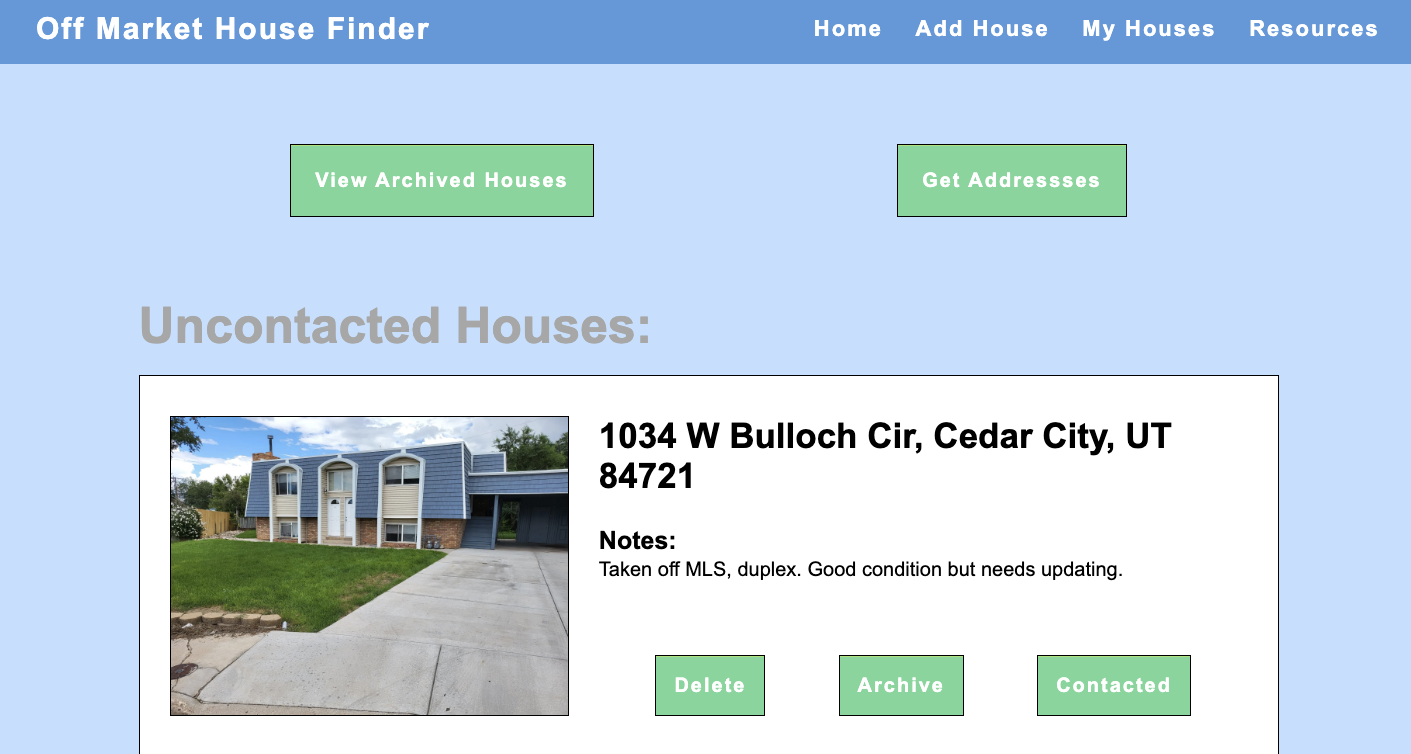 Off Market House Finder
Home Add House My Houses Resources
View Archived Houses
Get Addressses
Uncontacted Houses:
1034 W Bulloch Cir, Cedar City, UT
84721
Notes:
Taken off MLS, duplex. Good condition but needs updating.
Delete Archive Contacted